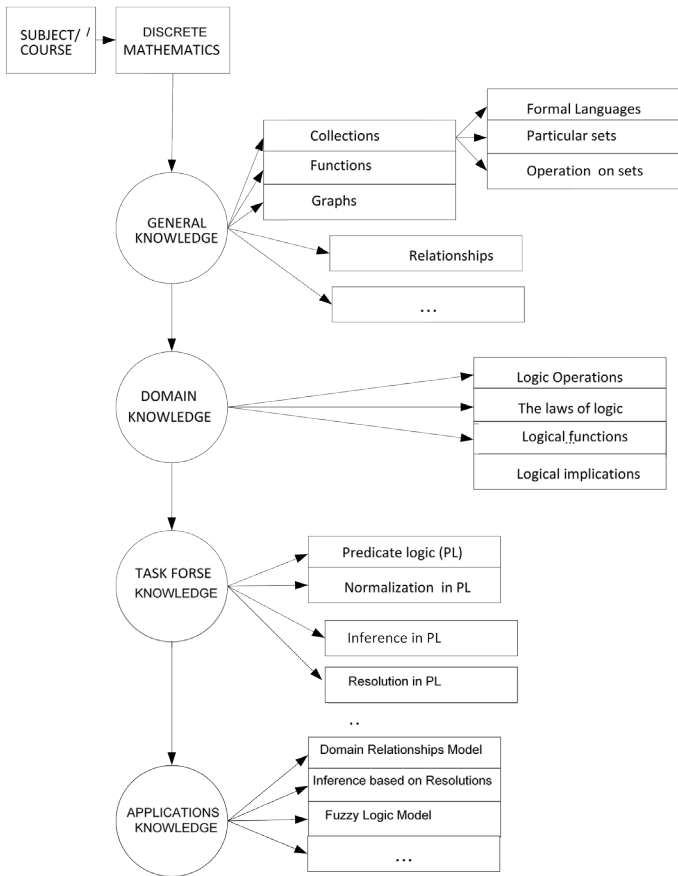 SUBJECT/ /
COURSE
DISCRETE
MATHEMATICS
Formal Languages
Particular sets
Operation on sets
Collections
Functions
Graphs
Relationships
...
GENERAL
KNOWLEDGE
Logic Operations
The laws of logic
Logical functions
...
Logical implications
DOMAIN
KNOWLEDGE
Predicate logic (PL)
Normalization in PL
Inference in PL
Resolution in PL
..
TASK FORSE
KNOWLEDGE
Domain Relationships Model
Inference based on Resolutions
Fuzzy Logic Model
...
APPLICATIONS
KNOWLEDGE